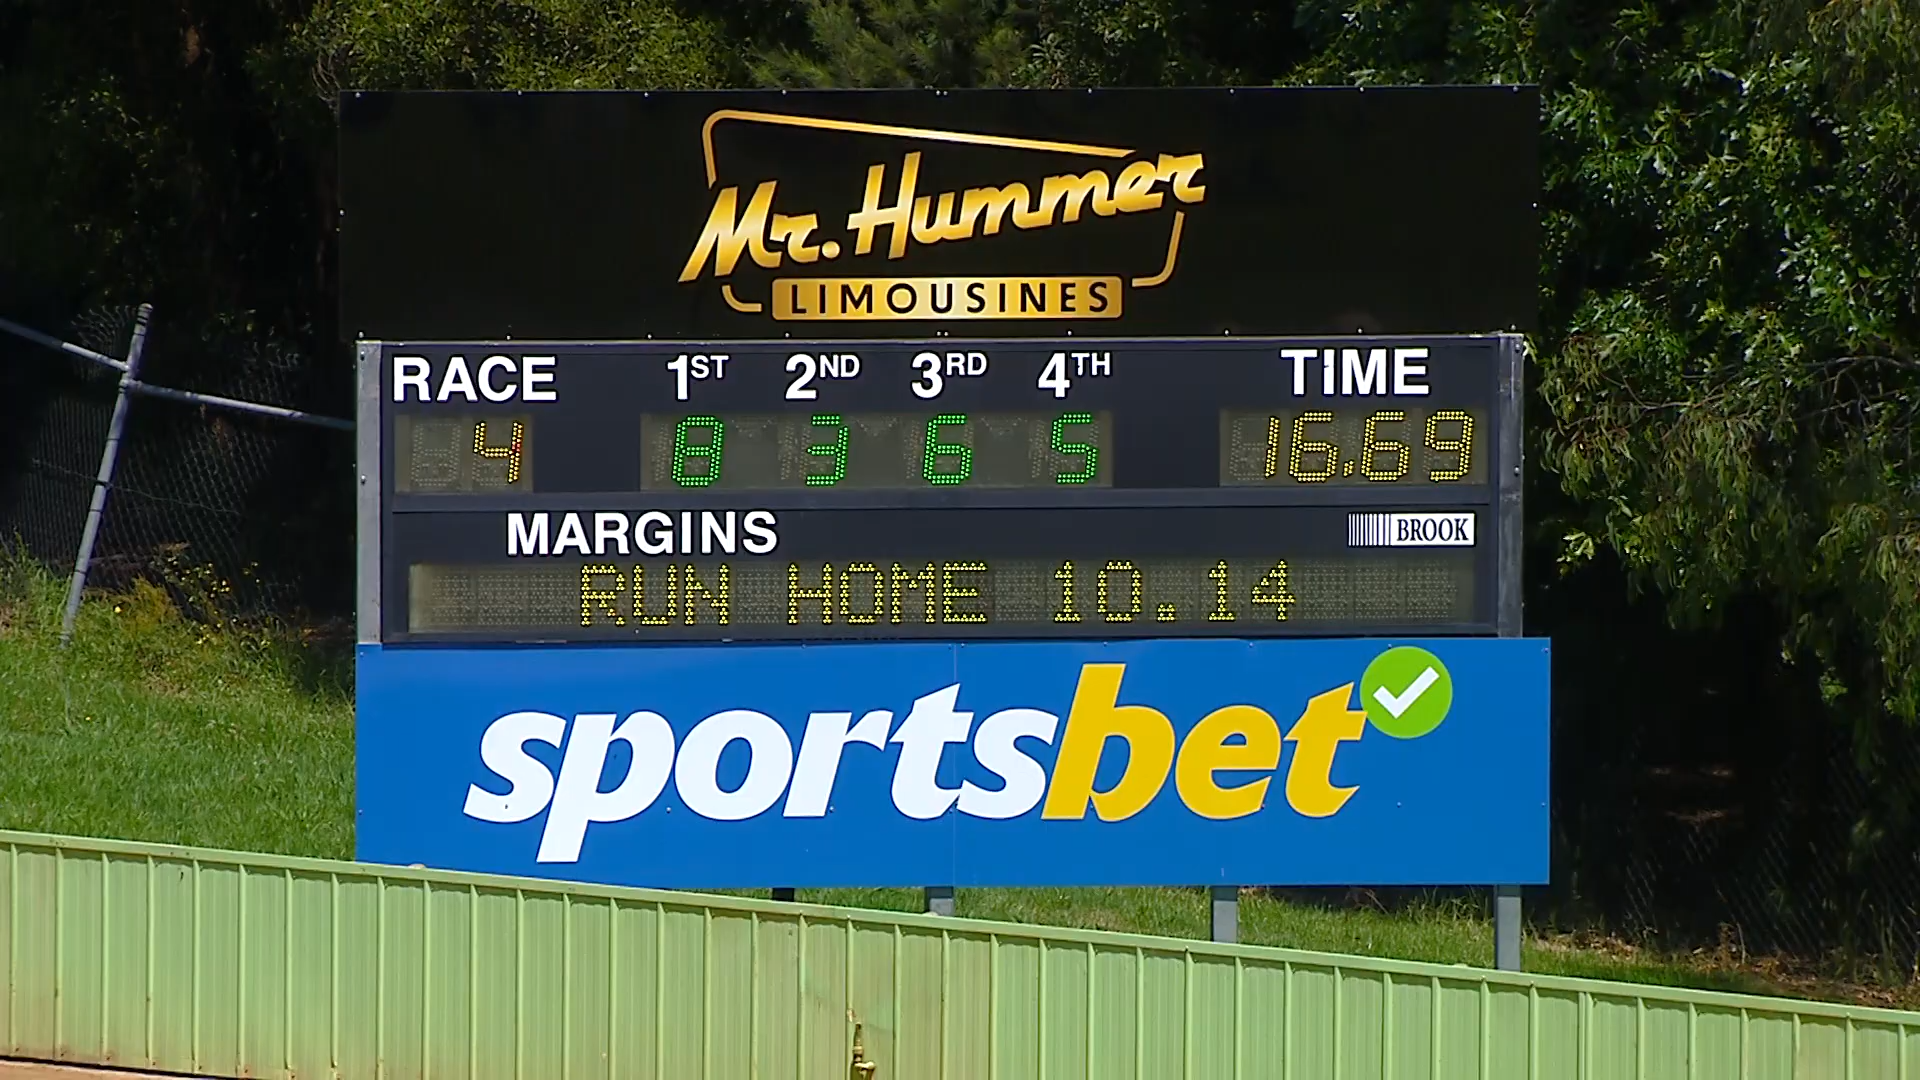 Mr. Hummer
LIMOUSINES
RACE 1ST 2ND 3RD 4TH TIME
4 8 3 6 5 16.69
MARGINS BROOK
RUN HOME 10.14
sportsbet